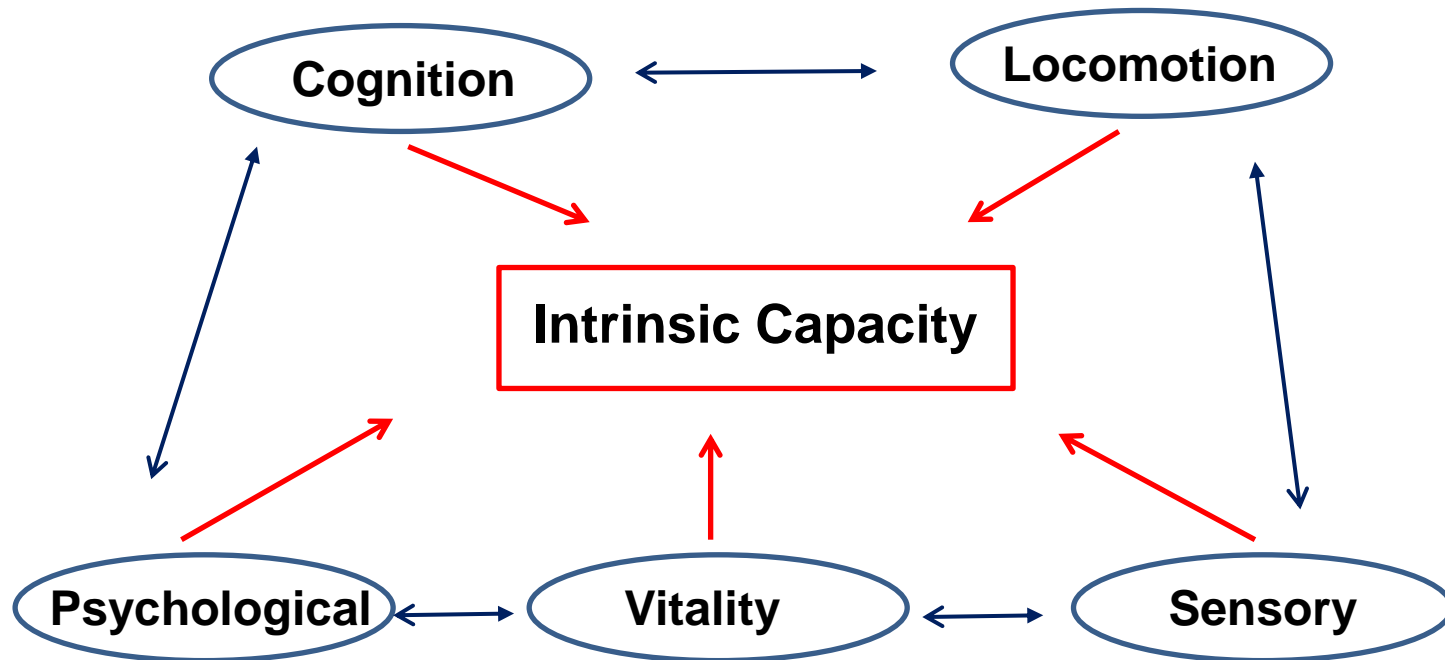 Cognition
Locomotion
Intrinsic Capacity
Psychological
Vitality
Sensory